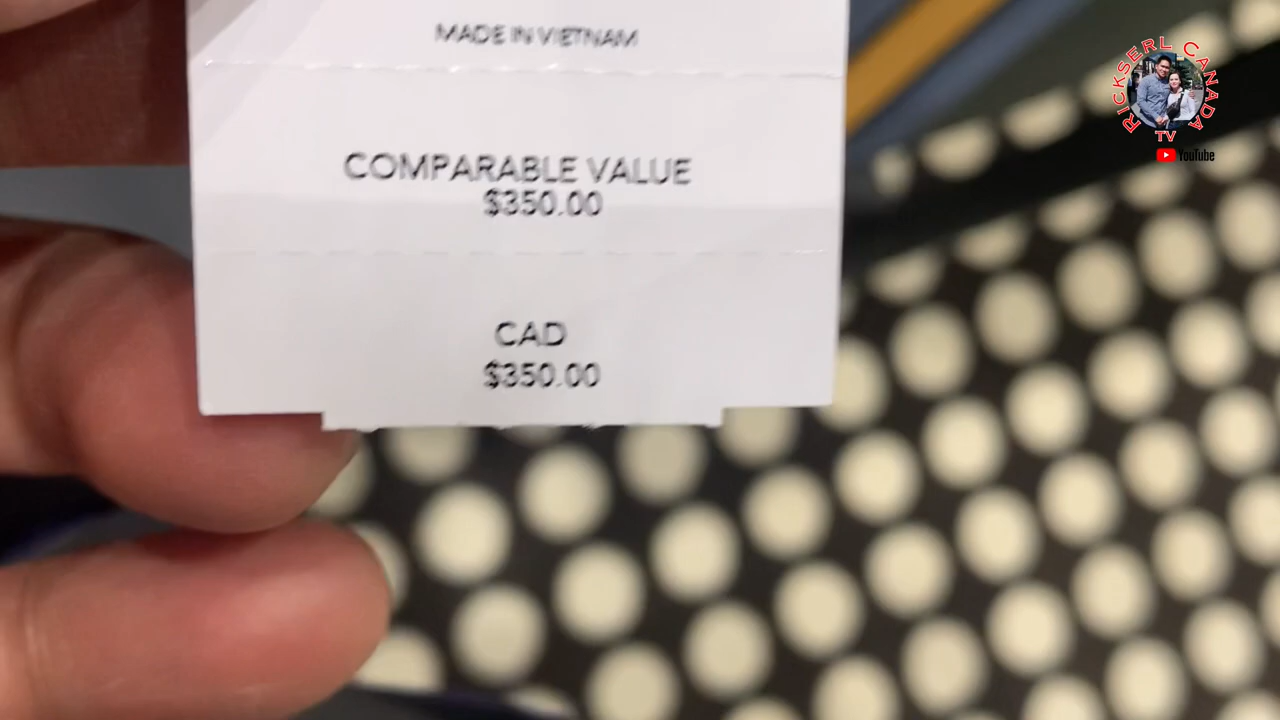 MADE IN VIETNAM
COMPARABLE VALUE
$350.00
CAD
$350.00
RICKSERL CANADA
TV
YouTube